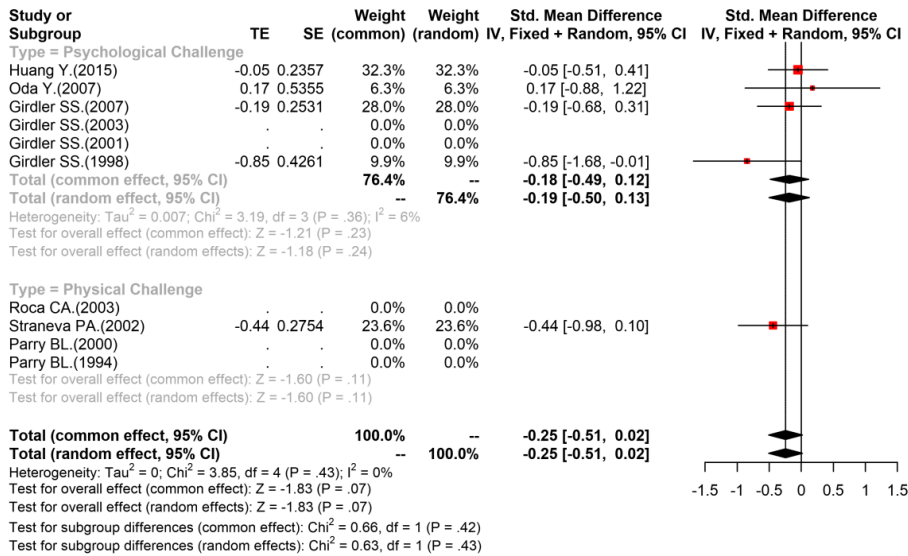 Study or Weight Weight Std. Mean Difference Std. Mean Difference
Subgroup TE SE (common) (random) IV, Fixed + Random, 95% CI IV, Fixed + Random, 95% CI
Type = Psychological Challenge
Huang Y.(2015) -0.05 0.2357 32.3% 32.3% -0.05 [-0.51, 0.41]
Oda Y.(2007) 0.17 0.5355 6.3% 6.3% 0.17 [-0.88, 1.22]
Girdler SS.(2007) -0.19 0.2531 28.0% 28.0% -0.19 [-0.68, 0.31]
Girdler SS.(2003) . . 0.0% 0.0%
Girdler SS.(2001) . . 0.0% 0.0%
Girdler SS.(1998) -0.85 0.4261 9.9% 9.9% -0.85 [-1.68, -0.01]
Total (common effect, 95% CI) 76.4% -- -0.18 [-0.49, 0.12]
Total (random effect, 95% CI) -- 76.4% -0.19 [-0.50, 0.13]
Heterogeneity: Tau² = 0.007; Chi² = 3.19, df = 3 (P = .36); I² = 6%
Test for overall effect (common effect): Z = -1.21 (P = .23)
Test for overall effect (random effects): Z = -1.18 (P = .24)
Type = Physical Challenge
Roca CA.(2003) . . 0.0% 0.0%
Straneva PA.(2002) -0.44 0.2754 23.6% 23.6% -0.44 [-0.98, 0.10]
Parry BL.(2000) . . 0.0% 0.0%
Parry BL.(1994) . . 0.0% 0.0%
Test for overall effect (common effect): Z = -1.60 (P = .11)
Test for overall effect (random effects): Z = -1.60 (P = .11)
Total (common effect, 95% CI) 100.0% -- -0.25 [-0.51, 0.02]
Total (random effect, 95% CI) -- 100.0% -0.25 [-0.51, 0.02]
Heterogeneity: Tau² = 0; Chi² = 3.85, df = 4 (P = .43); I² = 0%
Test for overall effect (common effect): Z = -1.83 (P = .07)
Test for overall effect (random effects): Z = -1.83 (P = .07)
Test for subgroup differences (common effect): Chi² = 0.66, df = 1 (P = .42)
Test for subgroup differences (random effects): Chi² = 0.63, df = 1 (P = .43)
-1.5 -1 -0.5 0 0.5 1 1.5